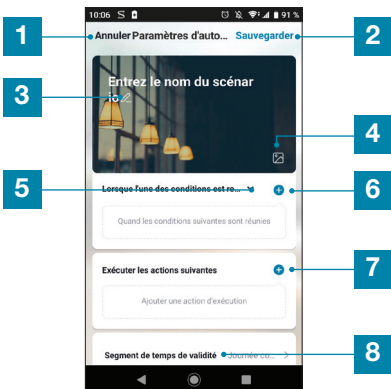 10:06 S 91 %
1
Annuler Paramètres d'auto... Sauvegarder
2
Entrez le nom du scénar
io
3
4
5
Lorsque l'une des conditions est re...
6
Quand les conditions suivantes sont réunies
Exécuter les actions suivantes
7
Ajouter une action d'exécution
Segment de temps de validité
Journée co...
8